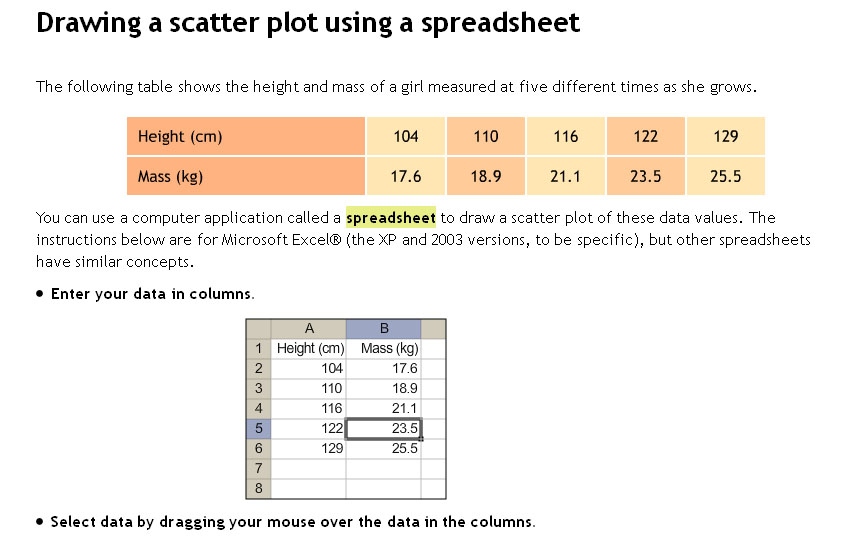 Drawing a scatter plot using a spreadsheet
The following table shows the height and mass of a girl measured at five different times as she grows.
Height (cm) 104 110 116 122 129
Mass (kg) 17.6 18.9 21.1 23.5 25.5
You can use a computer application called a spreadsheet to draw a scatter plot of these data values. The
instructions below are for Microsoft Excel® (the XP and 2003 versions, to be specific), but other spreadsheets
have similar concepts.
• Enter your data in columns.
A B
1 Height (cm) Mass (kg)
2 104 17.6
3 110 18.9
4 116 21.1
5 122 23.5
6 129 25.5
7
8
• Select data by dragging your mouse over the data in the columns.